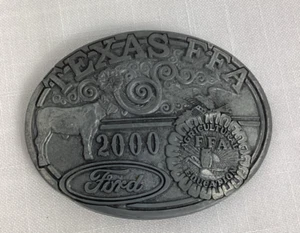 TEXAS FFA
2000
Ford
AGRICULTURAL
FFA
EDUCATION